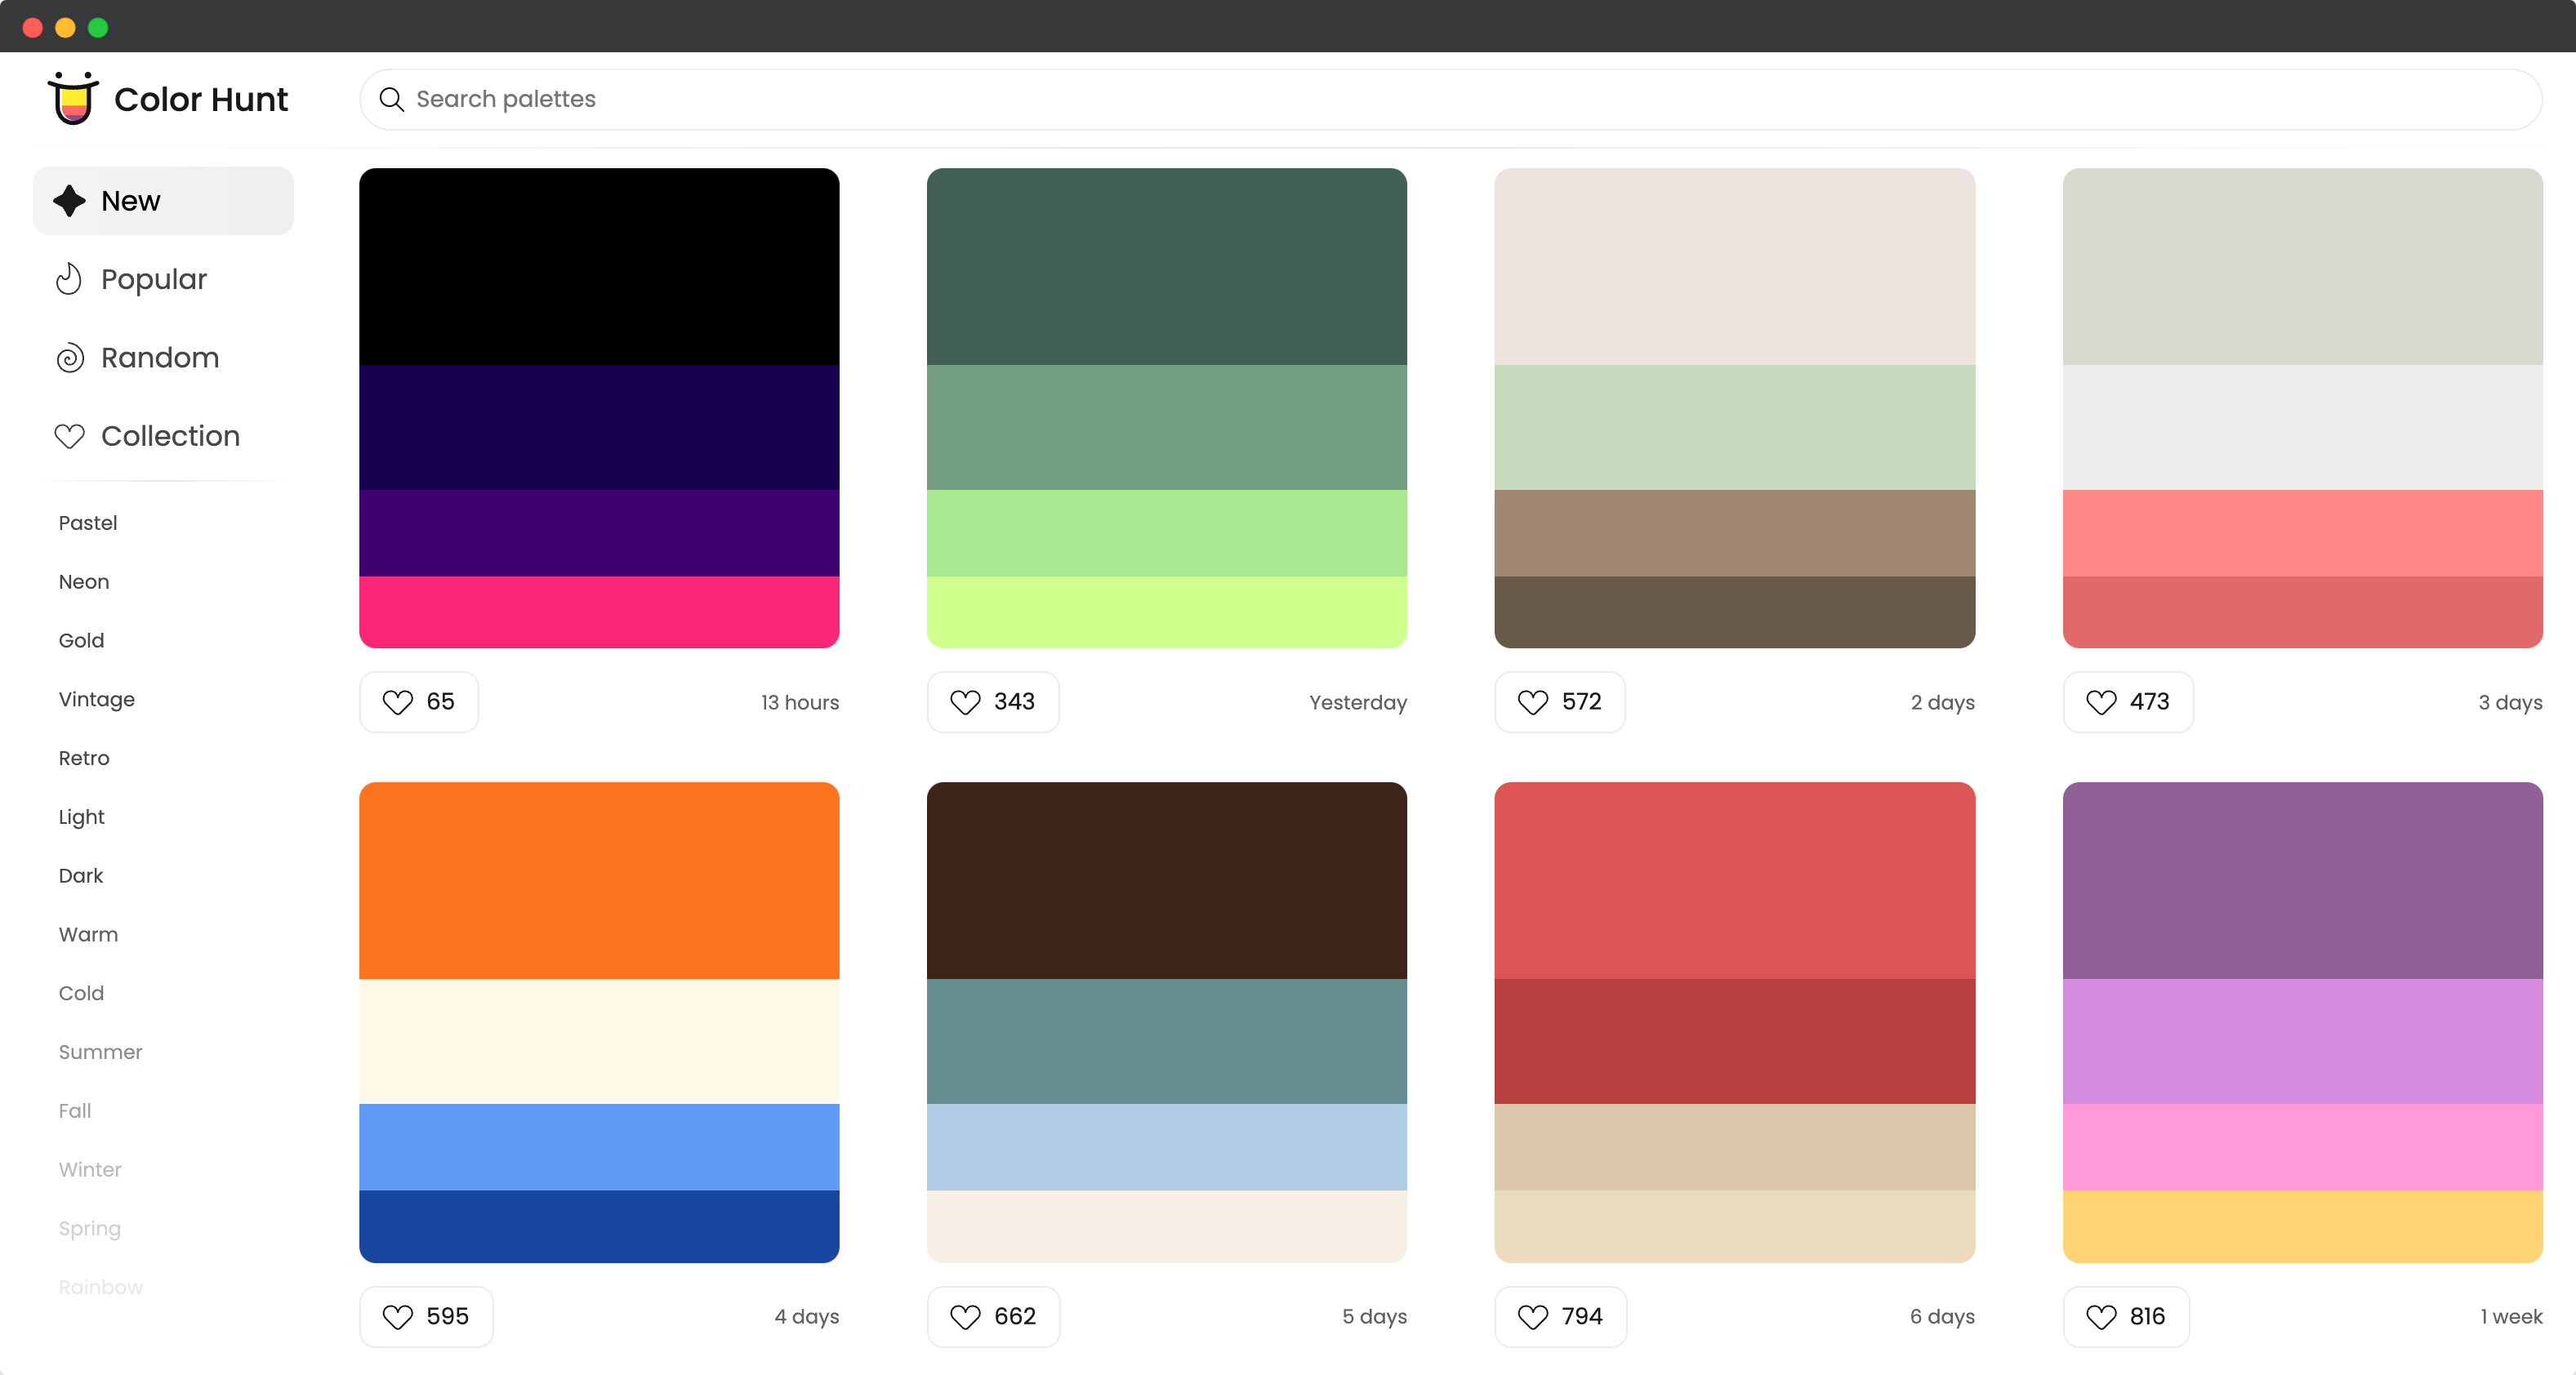 Color Hunt
Search palettes
New
Popular
Random
Collection
Pastel
Neon
Gold
Vintage
Retro
Light
Dark
Warm
Cold
Summer
Fall
Winter
Spring
Rainbow
65
13 hours
343
Yesterday
572
2 days
473
3 days
595
4 days
662
5 days
794
6 days
816
1 week